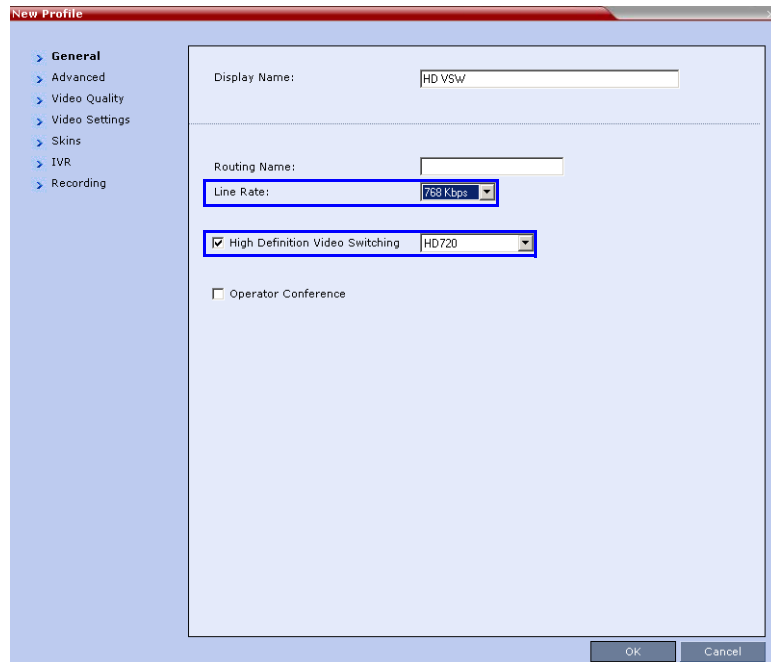 New Profile
General
Advanced
Video Quality
Video Settings
Skins
IVR
Recording
Display Name: HD VSW
Routing Name:
Line Rate: 768 Kbps
High Definition Video Switching HD720
Operator Conference
OK Cancel